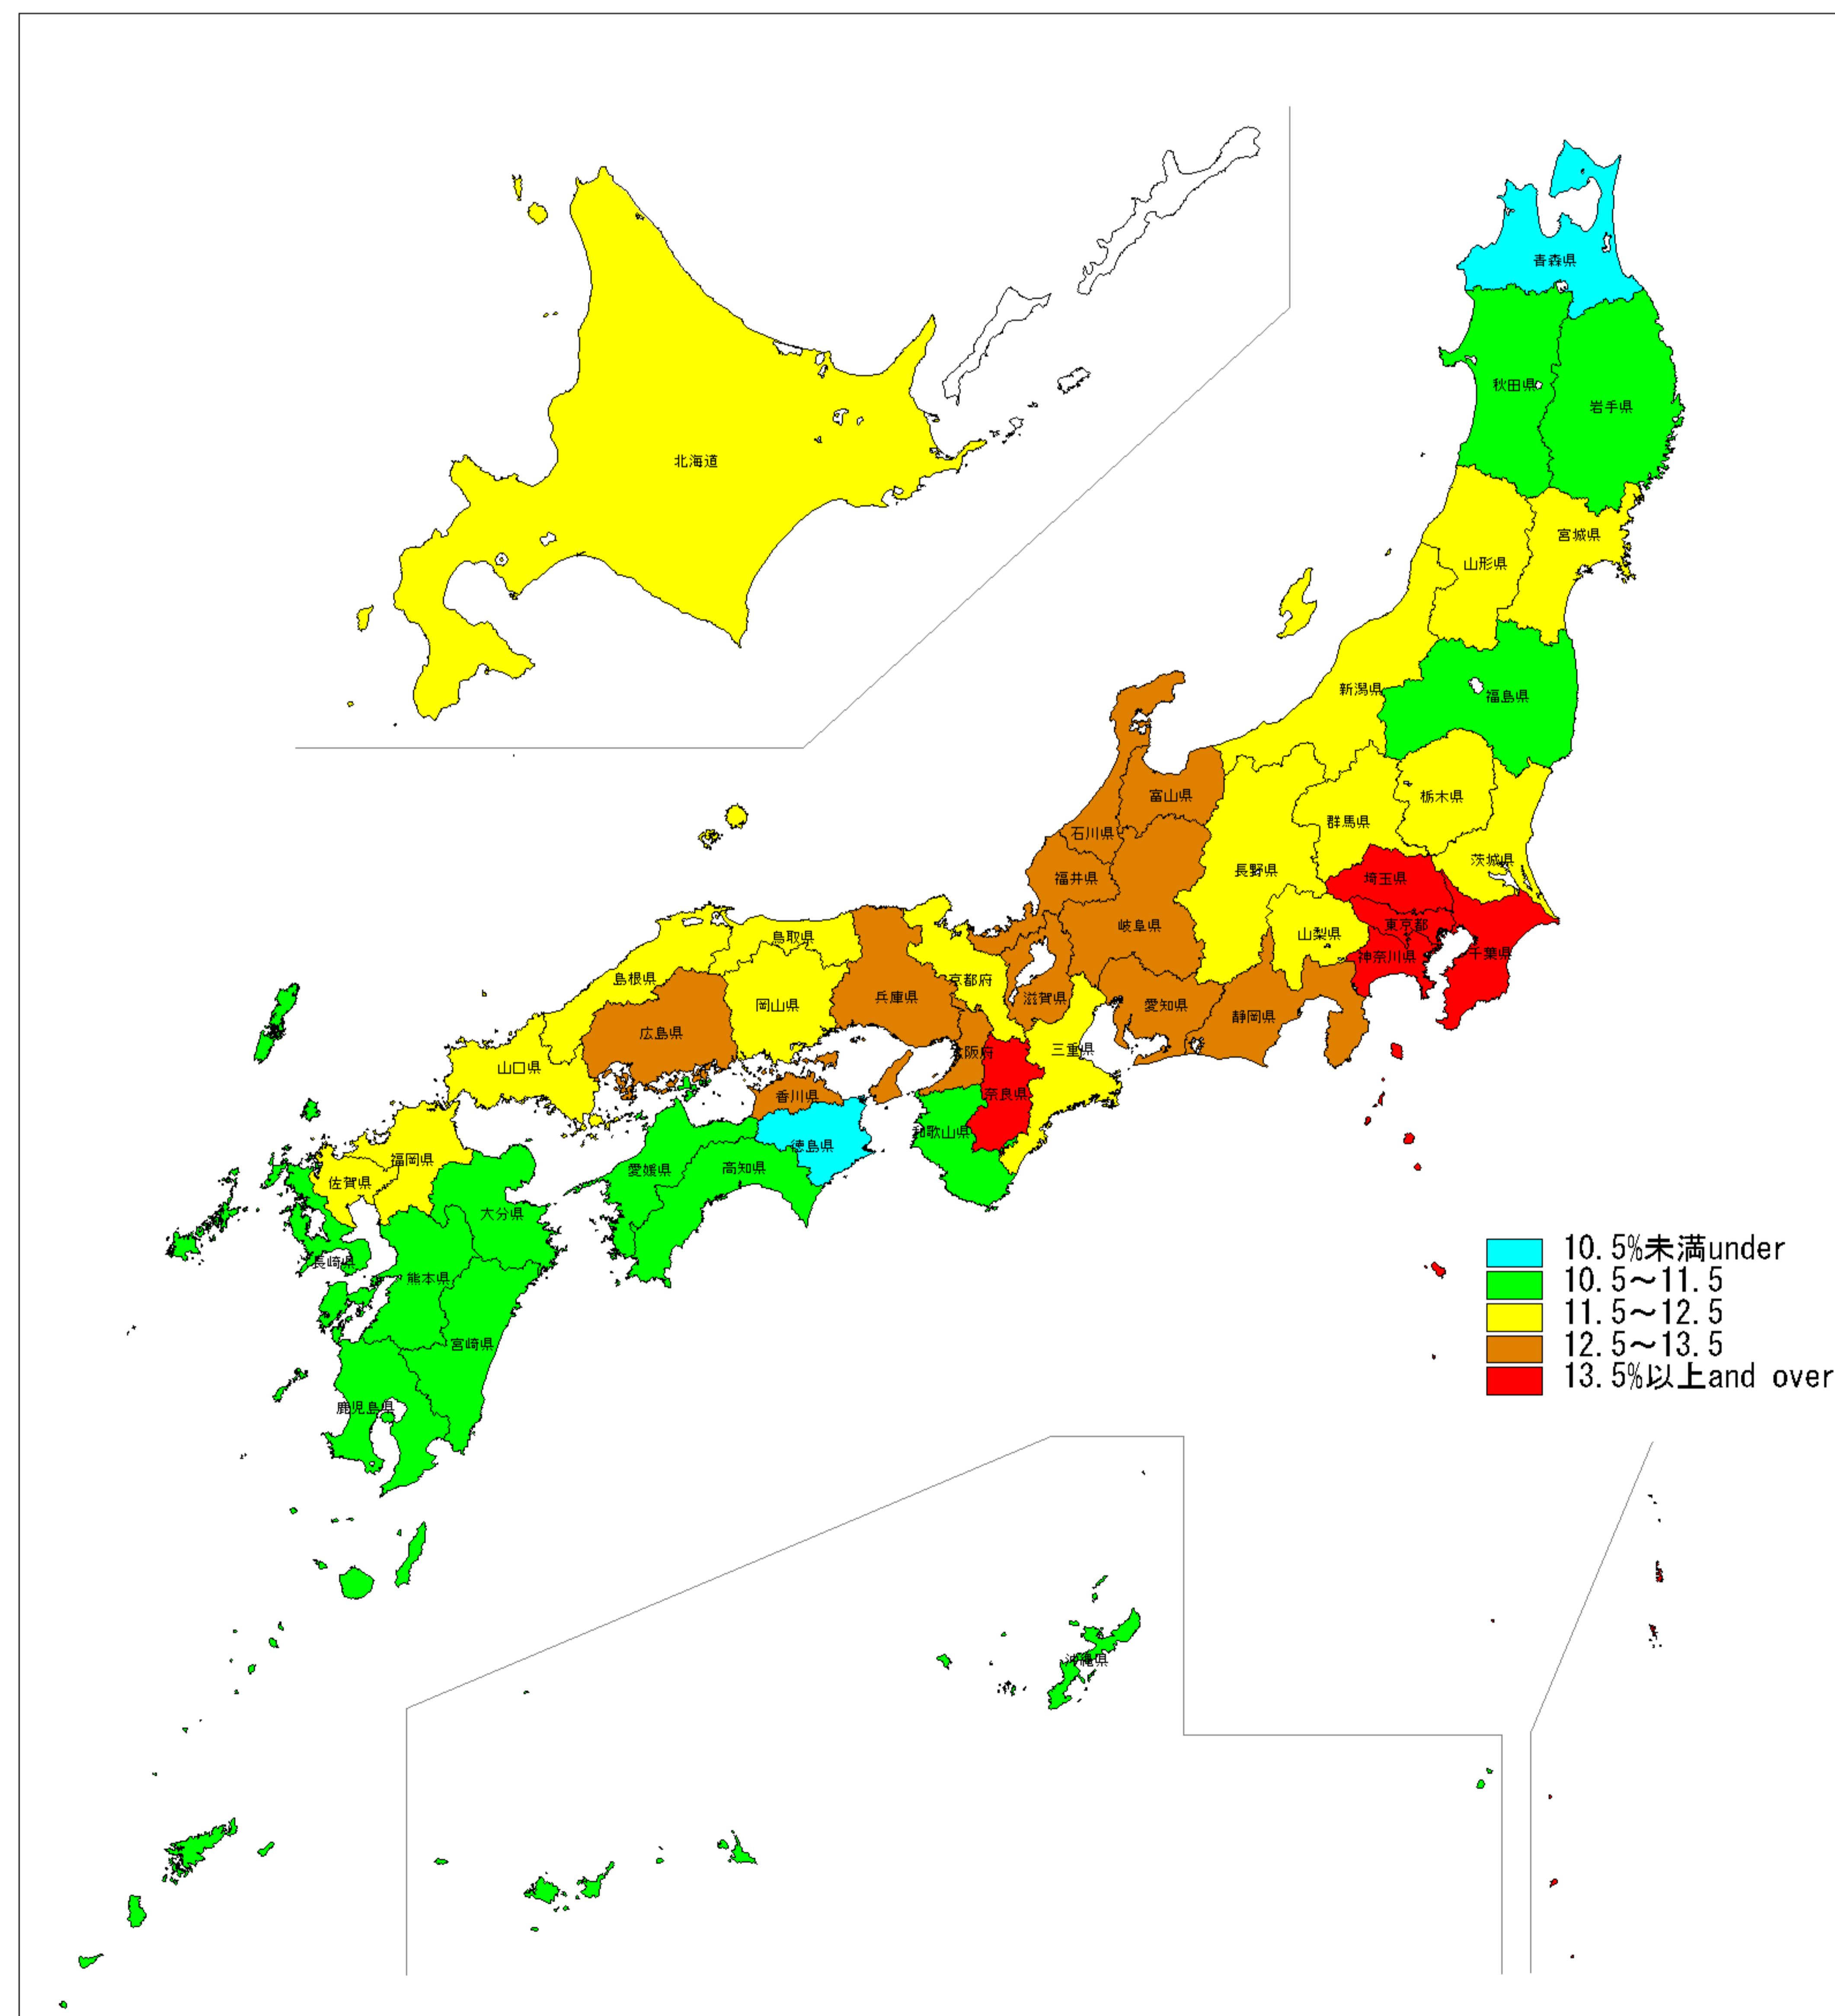 青森県
秋田県
岩手県
北海道
宮城県
山形県
新潟県
福島県
富山県
栃木県
群馬県
石川県
茨城県
長野県
福井県
埼玉県
岐阜県
東京都
山梨県
鳥取県
千葉県
神奈川県
島根県
京都府
兵庫県
滋賀県
岡山県
愛知県
静岡県
広島県
三重県
阪府
山口県
奈良県
香川県
和歌山県
徳島県
福岡県
高知県
愛媛県
佐賀県
大分県
長崎県
熊本県
宮崎県
鹿児島県
沖縄県
10.5%未満under
10.5～11.5
11.5～12.5
12.5～13.5
13.5%以上and over